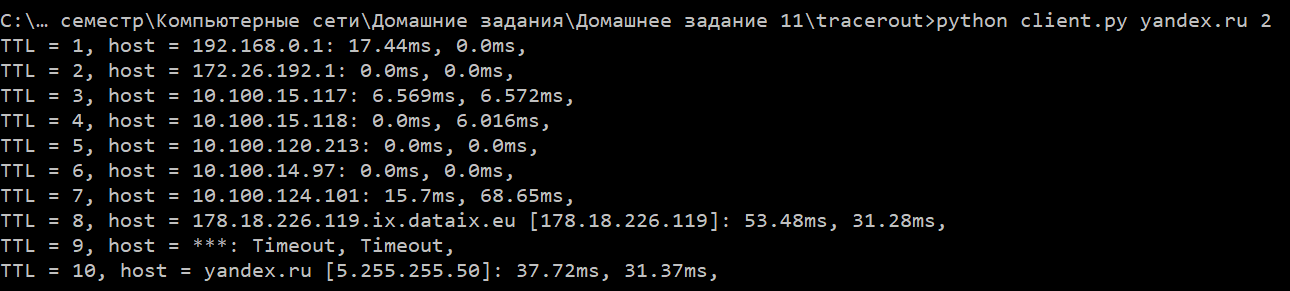 C:\… семестр\Компьютерные сети\Домашние задания\Домашнее задание 11\tracerout>python client.py yandex.ru 2
TTL = 1, host = 192.168.0.1: 17.44ms, 0.0ms,
TTL = 2, host = 172.26.192.1: 0.0ms, 0.0ms,
TTL = 3, host = 10.100.15.117: 6.569ms, 6.572ms,
TTL = 4, host = 10.100.15.118: 0.0ms, 6.016ms,
TTL = 5, host = 10.100.120.213: 0.0ms, 0.0ms,
TTL = 6, host = 10.100.14.97: 0.0ms, 0.0ms,
TTL = 7, host = 10.100.124.101: 15.7ms, 68.65ms,
TTL = 8, host = 178.18.226.119.ix.dataix.eu [178.18.226.119]: 53.48ms, 31.28ms,
TTL = 9, host = ***: Timeout, Timeout,
TTL = 10, host = yandex.ru [5.255.255.50]: 37.72ms, 31.37ms,